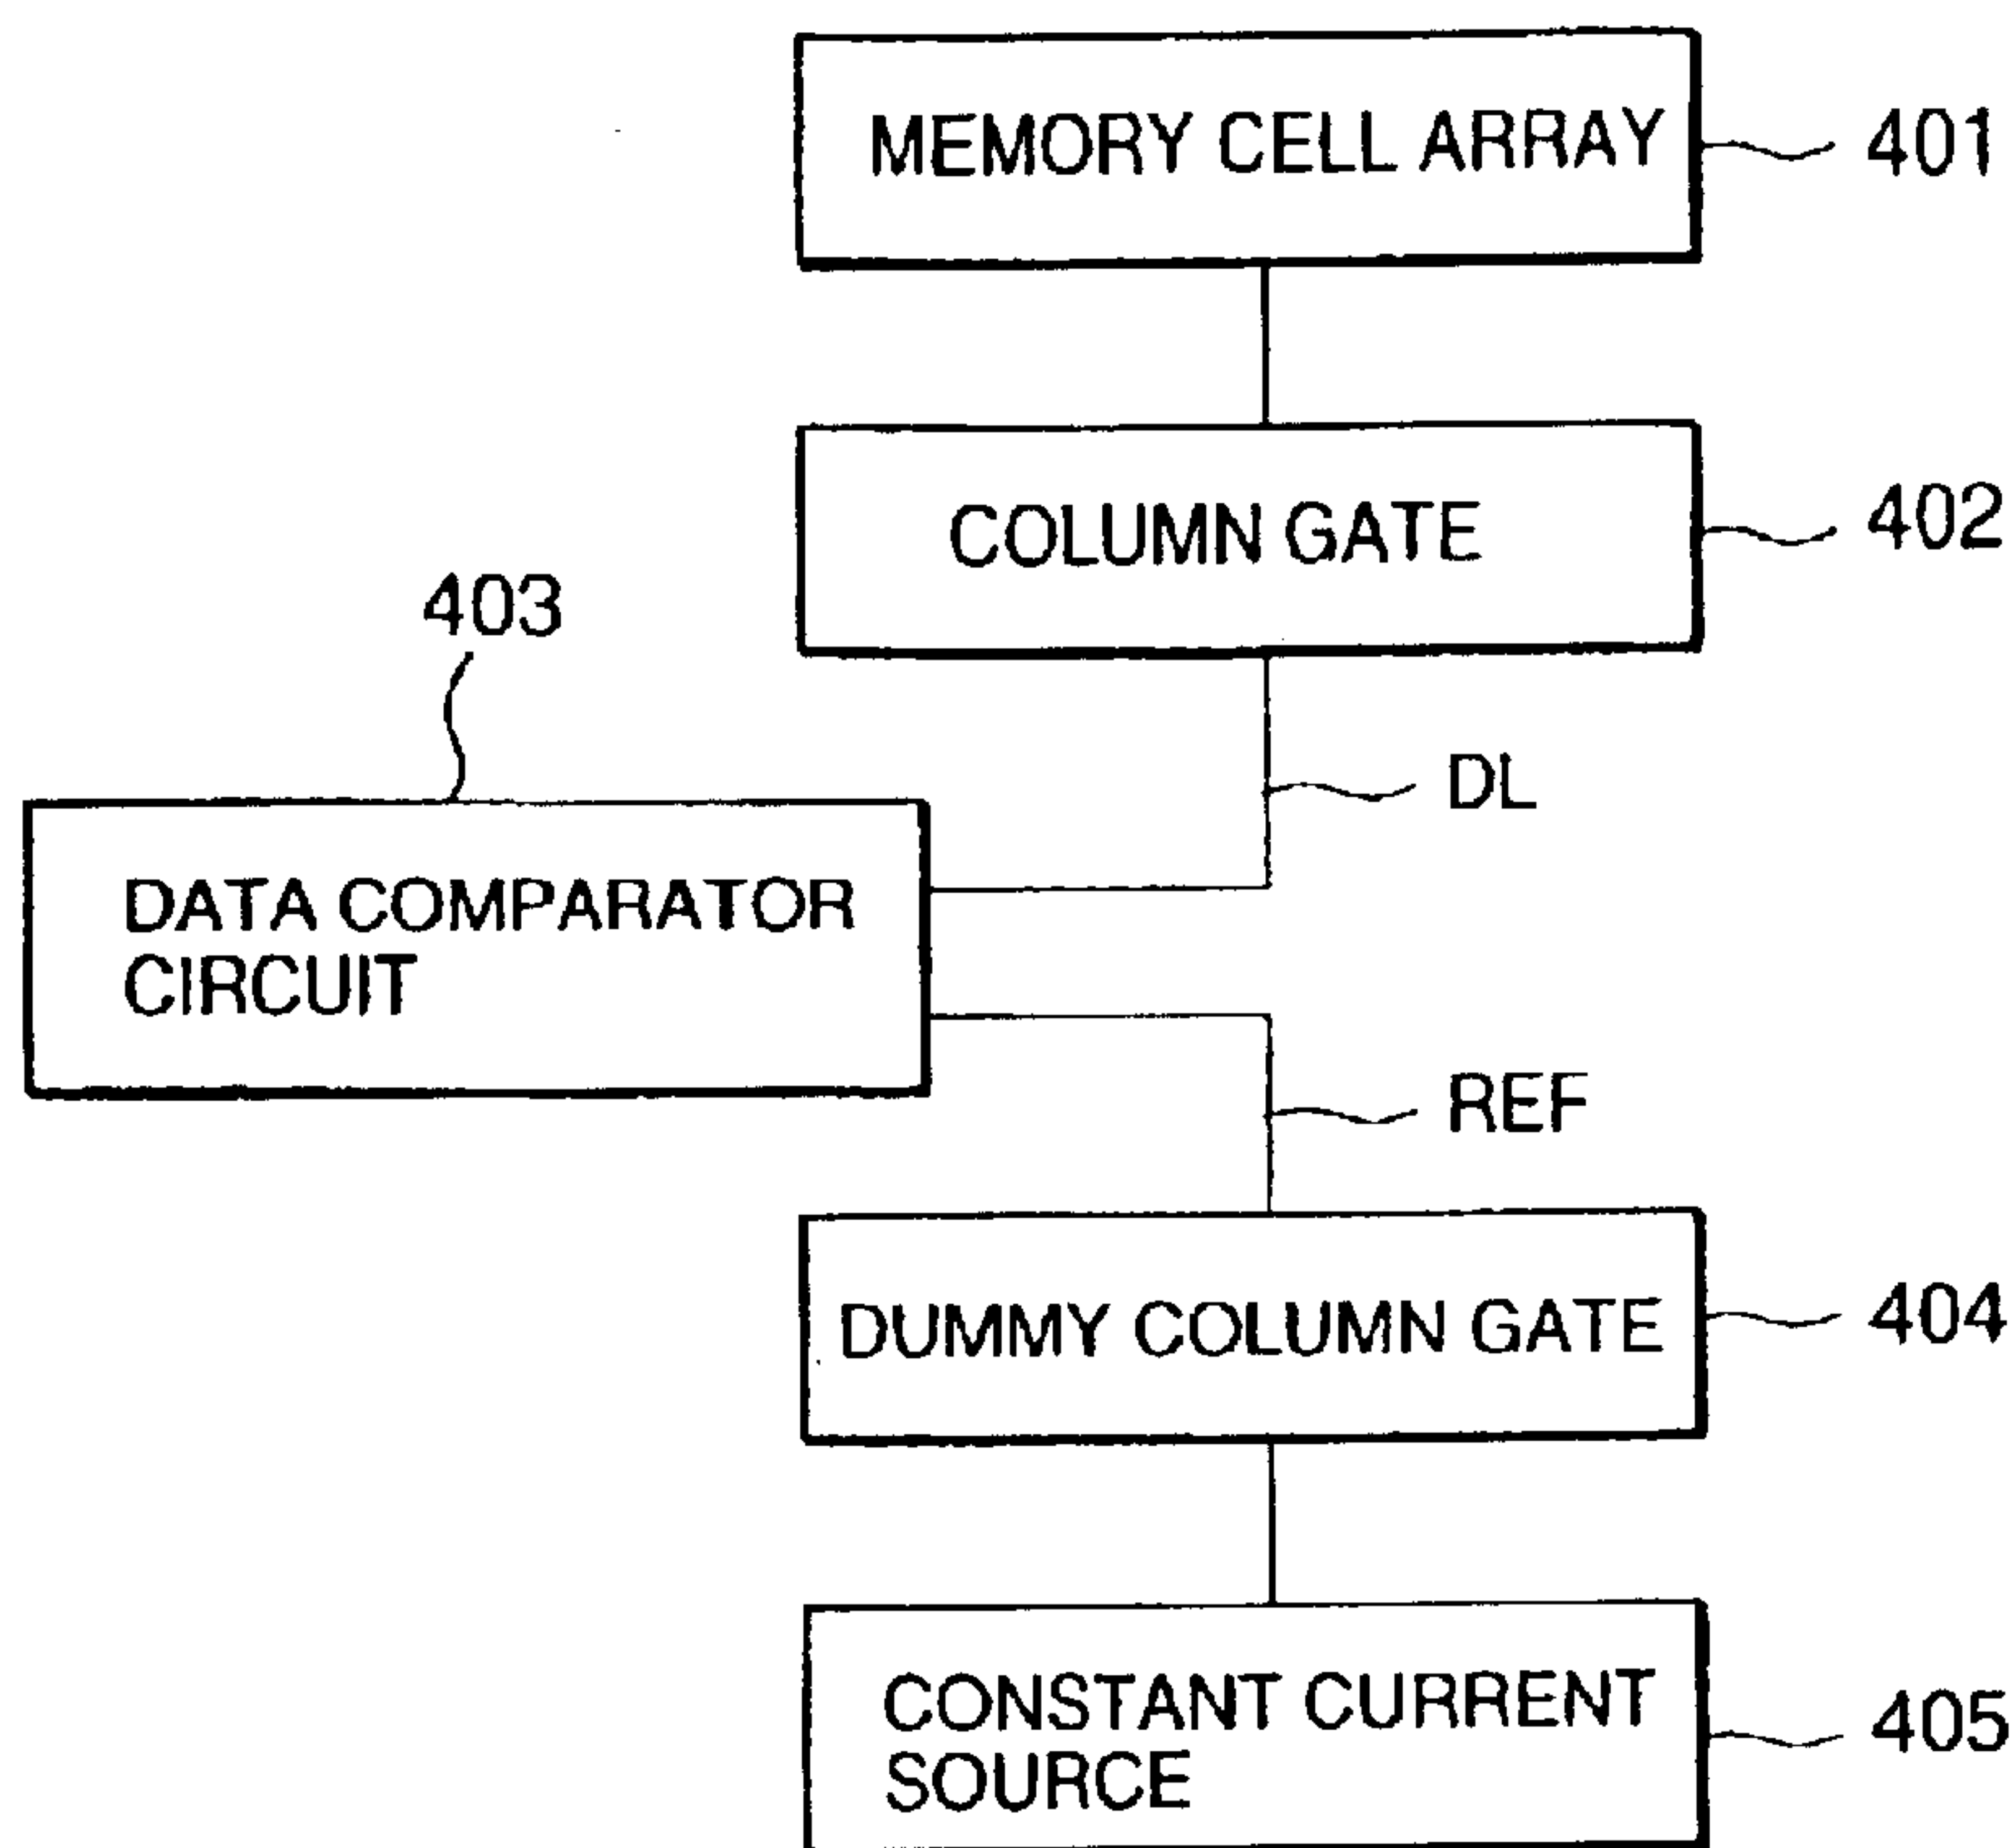 MEMORY CELL ARRAY
401
COLUMN GATE
402
403
DL
DATA COMPARATOR
CIRCUIT
REF
DUMMY COLUMN GATE
404
CONSTANT CURRENT
SOURCE
405